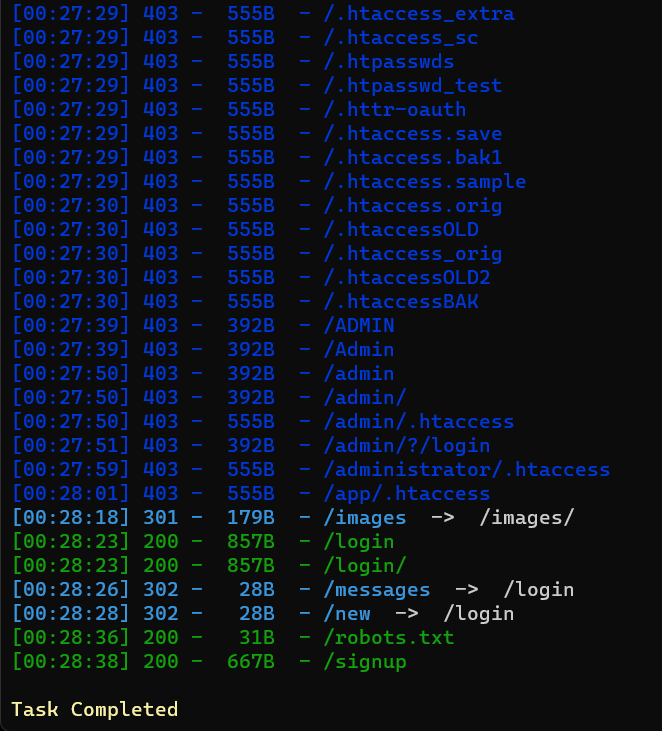 [00:27:29] 403 -  555B  - /.htaccess_extra
[00:27:29] 403 -  555B  - /.htaccess_sc
[00:27:29] 403 -  555B  - /.htpasswds
[00:27:29] 403 -  555B  - /.htpasswd_test
[00:27:29] 403 -  555B  - /.httr-oauth
[00:27:29] 403 -  555B  - /.htaccess.save
[00:27:29] 403 -  555B  - /.htaccess.bak1
[00:27:29] 403 -  555B  - /.htaccess.sample
[00:27:30] 403 -  555B  - /.htaccess.orig
[00:27:30] 403 -  555B  - /.htaccessOLD
[00:27:30] 403 -  555B  - /.htaccess_orig
[00:27:30] 403 -  555B  - /.htaccessOLD2
[00:27:30] 403 -  555B  - /.htaccessBAK
[00:27:39] 403 -  392B  - /ADMIN
[00:27:39] 403 -  392B  - /Admin
[00:27:50] 403 -  392B  - /admin
[00:27:50] 403 -  392B  - /admin/
[00:27:50] 403 -  555B  - /admin/.htaccess
[00:27:51] 403 -  392B  - /admin/?/login
[00:27:59] 403 -  555B  - /administrator/.htaccess
[00:28:01] 403 -  555B  - /app/.htaccess
[00:28:18] 301 -  179B  - /images  ->  /images/
[00:28:23] 200 -  857B  - /login
[00:28:23] 200 -  857B  - /login/
[00:28:26] 302 -   28B  - /messages  ->  /login
[00:28:28] 302 -   28B  - /new  ->  /login
[00:28:36] 200 -   31B  - /robots.txt
[00:28:38] 200 -  667B  - /signup
Task Completed